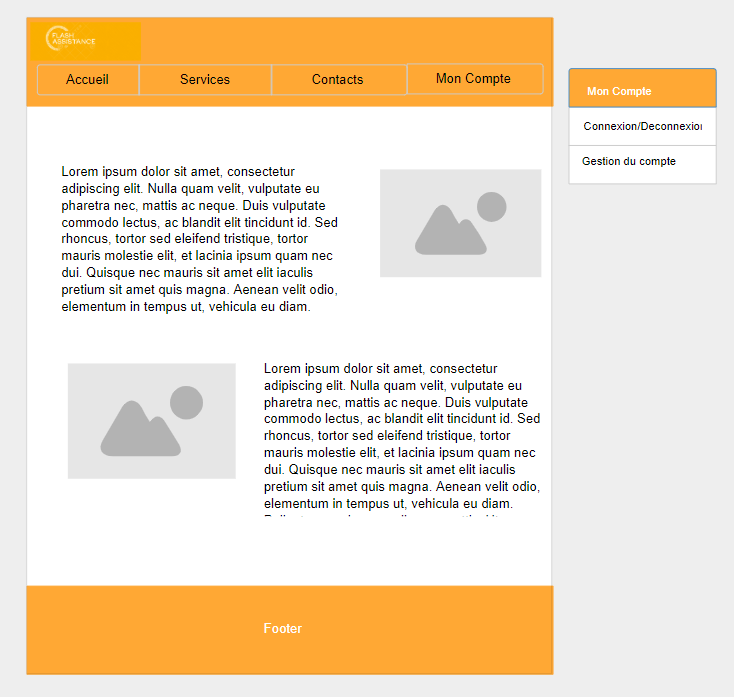 FLASH
ASSISTANCE
Accueil
Services
Contacts
Mon Compte
Mon Compte
Connexion/Deconnexion
Gestion du compte
Lorem ipsum dolor sit amet, consectetur
adipiscing elit. Nulla quam velit, vulputate eu
pharetra nec, mattis ac neque. Duis vulputate
commodo lectus, ac blandit elit tincidunt id. Sed
rhoncus, tortor sed eleifend tristique, tortor
mauris molestie elit, et lacinia ipsum quam nec
dui. Quisque nec mauris sit amet elit iaculis
pretium sit amet quis magna. Aenean velit odio,
elementum in tempus ut, vehicula eu diam.
Lorem ipsum dolor sit amet, consectetur
adipiscing elit. Nulla quam velit, vulputate eu
pharetra nec, mattis ac neque. Duis vulputate
commodo lectus, ac blandit elit tincidunt id. Sed
rhoncus, tortor sed eleifend tristique, tortor
mauris molestie elit, et lacinia ipsum quam nec
dui. Quisque nec mauris sit amet elit iaculis
pretium sit amet quis magna. Aenean velit odio,
elementum in tempus ut, vehicula eu diam.
Footer